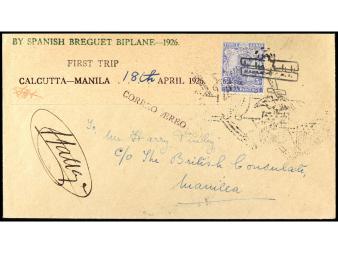 BY SPANISH BREGUET BIPLANE—1926.
FIRST TRIP
CALCUTTA—MANILA 18th APRIL 1926.
CORREO AEREO
To Mr Harry
c/o The British Consulate,
Manila